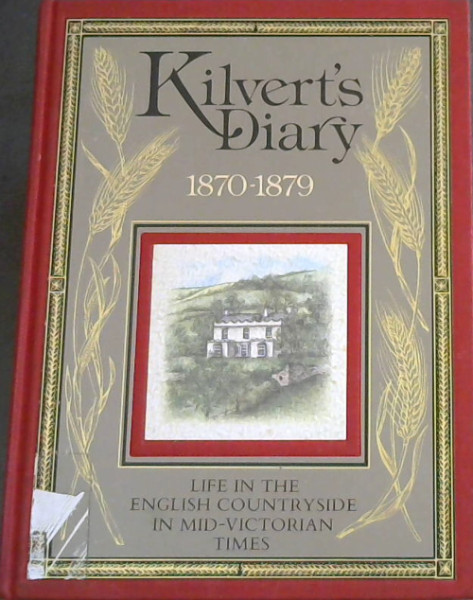 Kilvert's
Diary
1870-1879
LIFE IN THE
ENGLISH COUNTRYSIDE
IN MID-VICTORIAN
TIMES